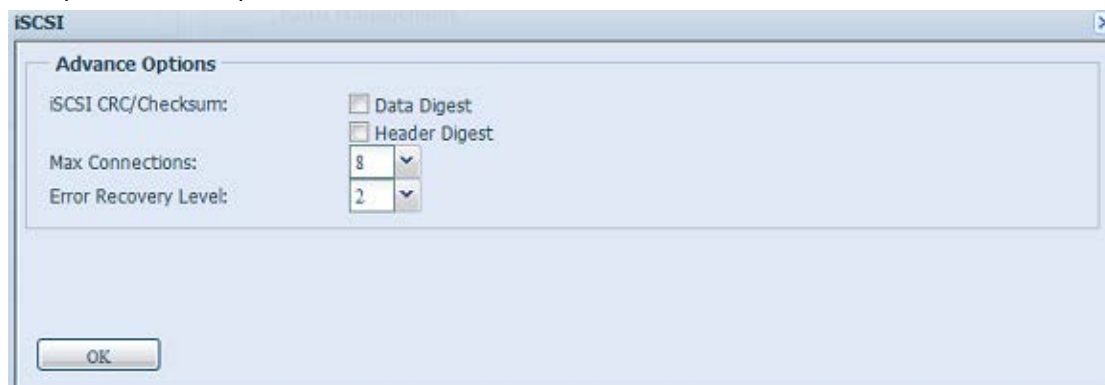 iSCSI
Advance Options
iSCSI CRC/Checksum:
Data Digest
Header Digest
Max Connections: 8
Error Recovery Level: 2
OK